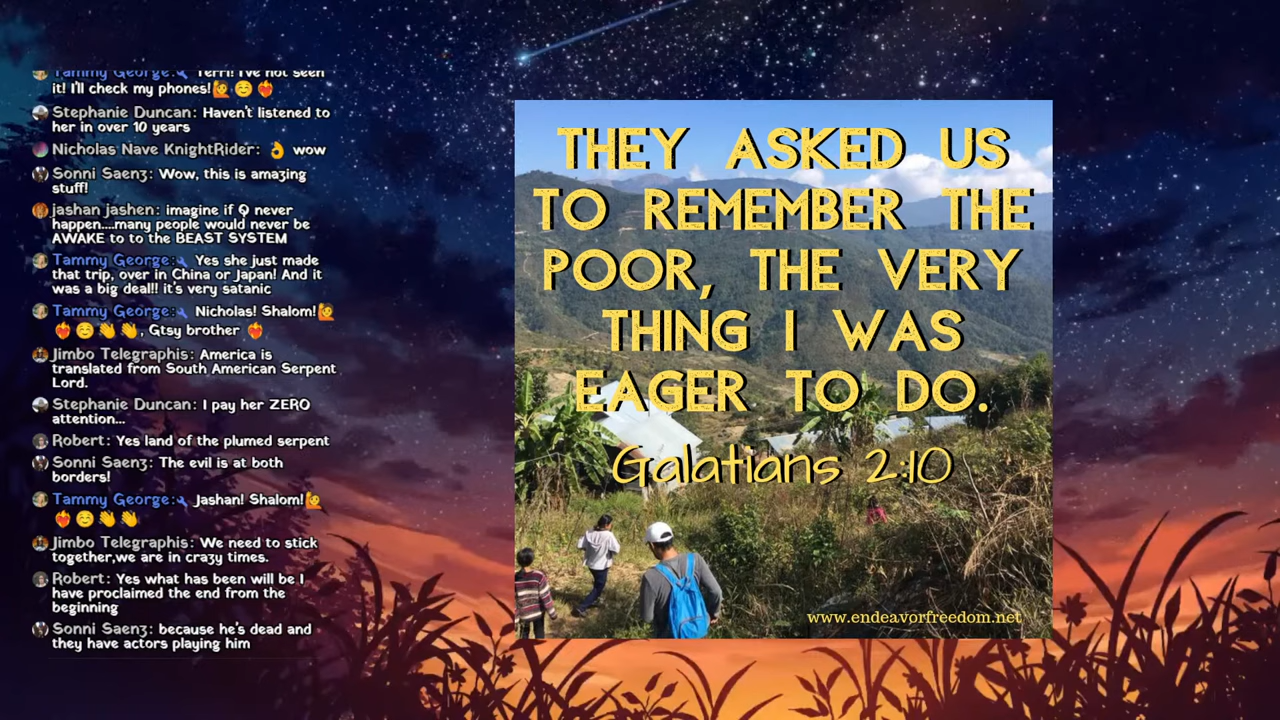 Tammy George: Terri! I've not seen
it! I'll check my phones!🙋☺️❤️‍🔥
Stephanie Duncan: Haven't listened to
her in over 10 years
Nicholas Nave KnightRider: 👌 wow
Sonni Saenz: Wow, this is amazing
stuff!
jashan jashen: imagine if Q never
happen....many people would never be
AWAKE to to the BEAST SYSTEM
Tammy George: Yes she just made
that trip, over in China or Japan! And it
was a big deal!! it's very satanic
Tammy George: Nicholas! Shalom!🙋
❤️‍🔥☺️👋👋, Gtsy brother ❤️‍🔥
Jimbo Telegraphis: America is
translated from South American Serpent
Lord.
Stephanie Duncan: I pay her ZERO
attention...
Robert: Yes land of the plumed serpent
Sonni Saenz: The evil is at both
borders!
Tammy George: Jashan! Shalom!🙋
❤️‍🔥☺️👋👋
Jimbo Telegraphis: We need to stick
together,we are in crazy times.
Robert: Yes what has been will be I
have proclaimed the end from the
beginning
Sonni Saenz: because he's dead and
they have actors playing him
THEY ASKED US
TO REMEMBER THE
POOR, THE VERY
THING I WAS
EAGER TO DO.
Galatians 2:10
www.endeavorfreedom.net